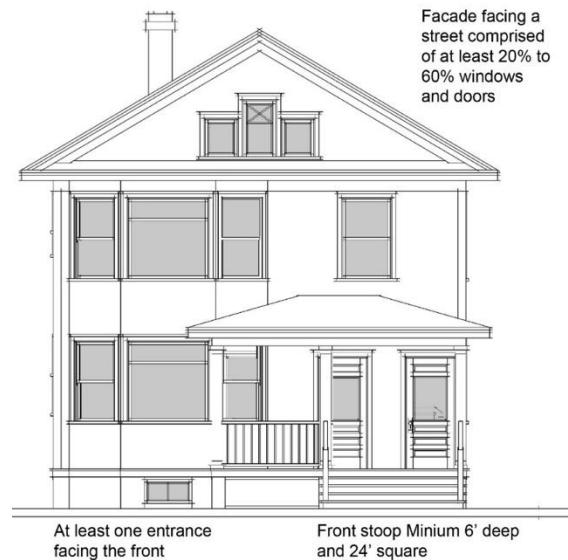 Facade facing a
street comprised
of at least 20% to
60% windows
and doors
At least one entrance
facing the front
Front stoop Minium 6’ deep
and 24’ square